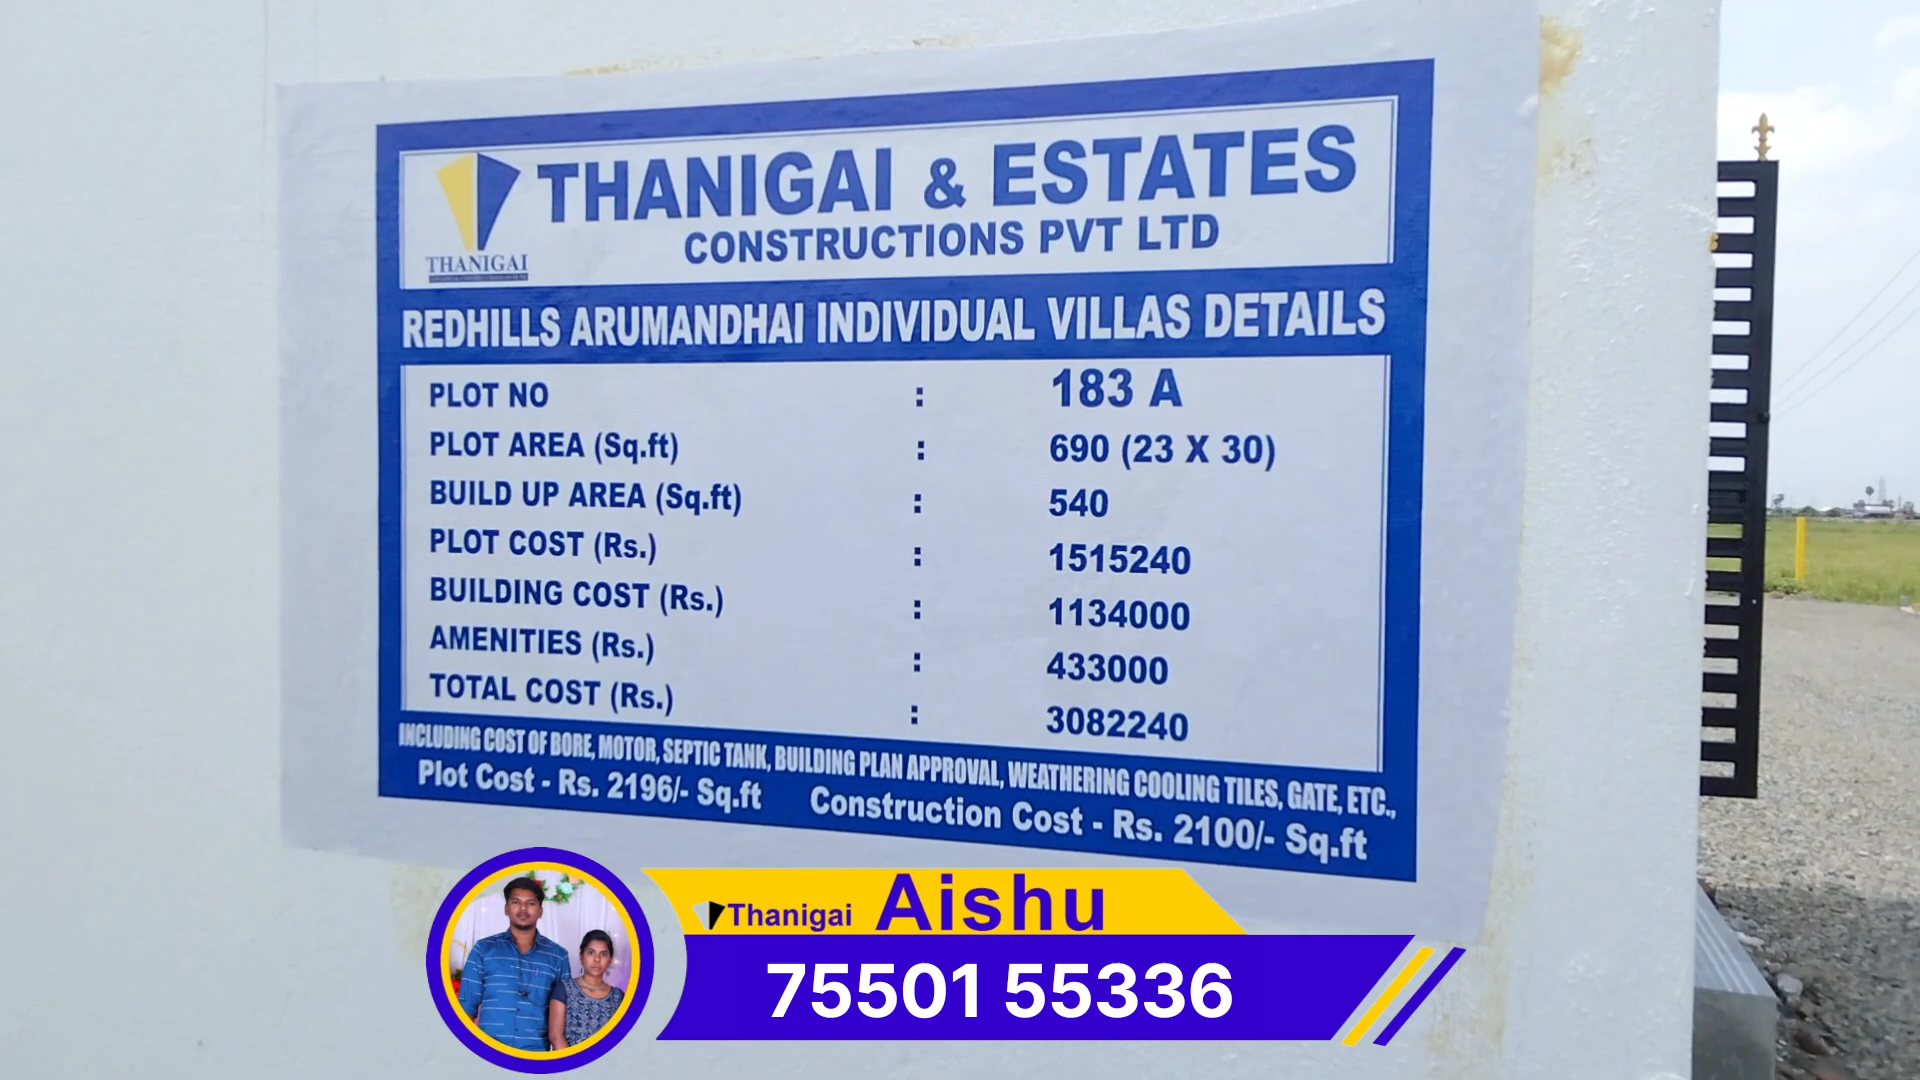 THANIGAI & ESTATES
CONSTRUCTIONS PVT LTD
THANIGAI
REDHILLS ARUMANDHAI INDIVIDUAL VILLAS DETAILS
PLOT NO : 183 A
PLOT AREA (Sq.ft) : 690 (23 X 30)
BUILD UP AREA (Sq.ft) : 540
PLOT COST (Rs.) : 1515240
BUILDING COST (Rs.) : 1134000
AMENITIES (Rs.) : 433000
TOTAL COST (Rs.) : 3082240
INCLUDING COST OF BORE, MOTOR, SEPTIC TANK, BUILDING PLAN APPROVAL, WEATHERING COOLING TILES, GATE, ETC.,
Plot Cost - Rs. 2196/- Sq.ft Construction Cost - Rs. 2100/- Sq.ft
Thanigai Aishu
75501 55336